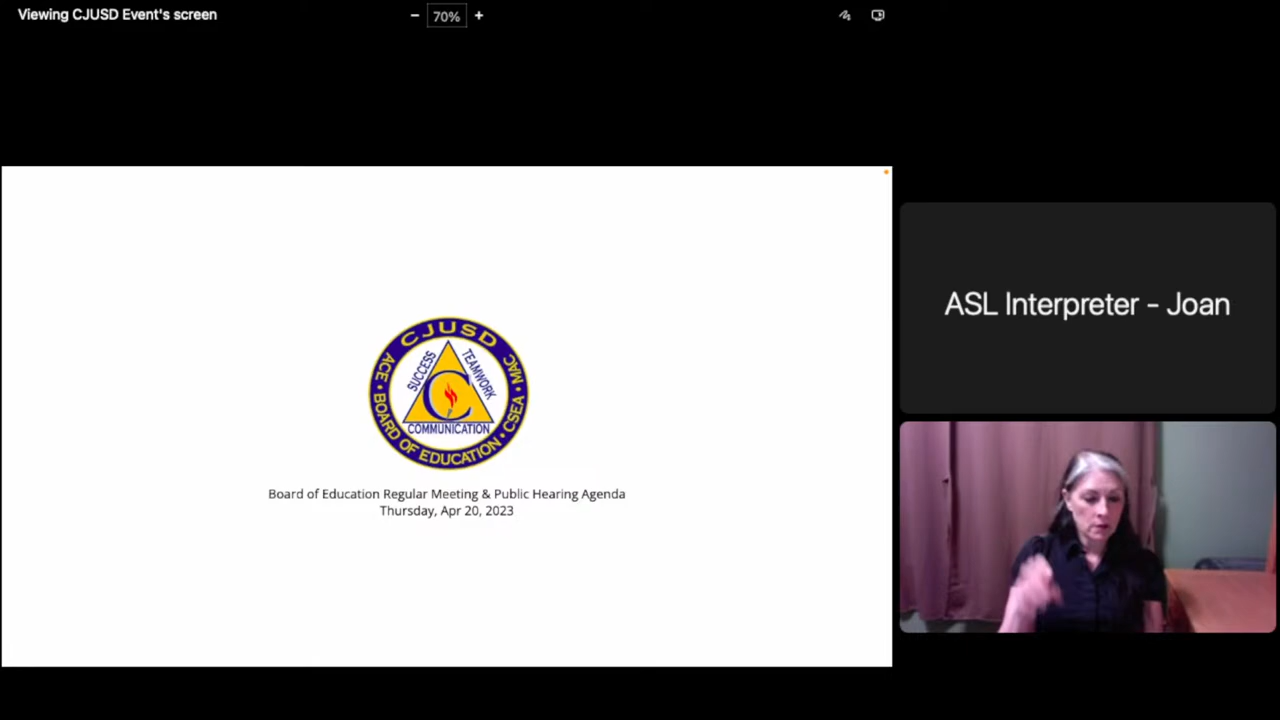 Viewing CJUSD Event's screen
− 70% +
CJUSD
ACE • BOARD OF EDUCATION • CSEA • MAC
SUCCESS
TEAMWORK
C
COMMUNICATION
Board of Education Regular Meeting & Public Hearing Agenda
Thursday, Apr 20, 2023
ASL Interpreter - Joan